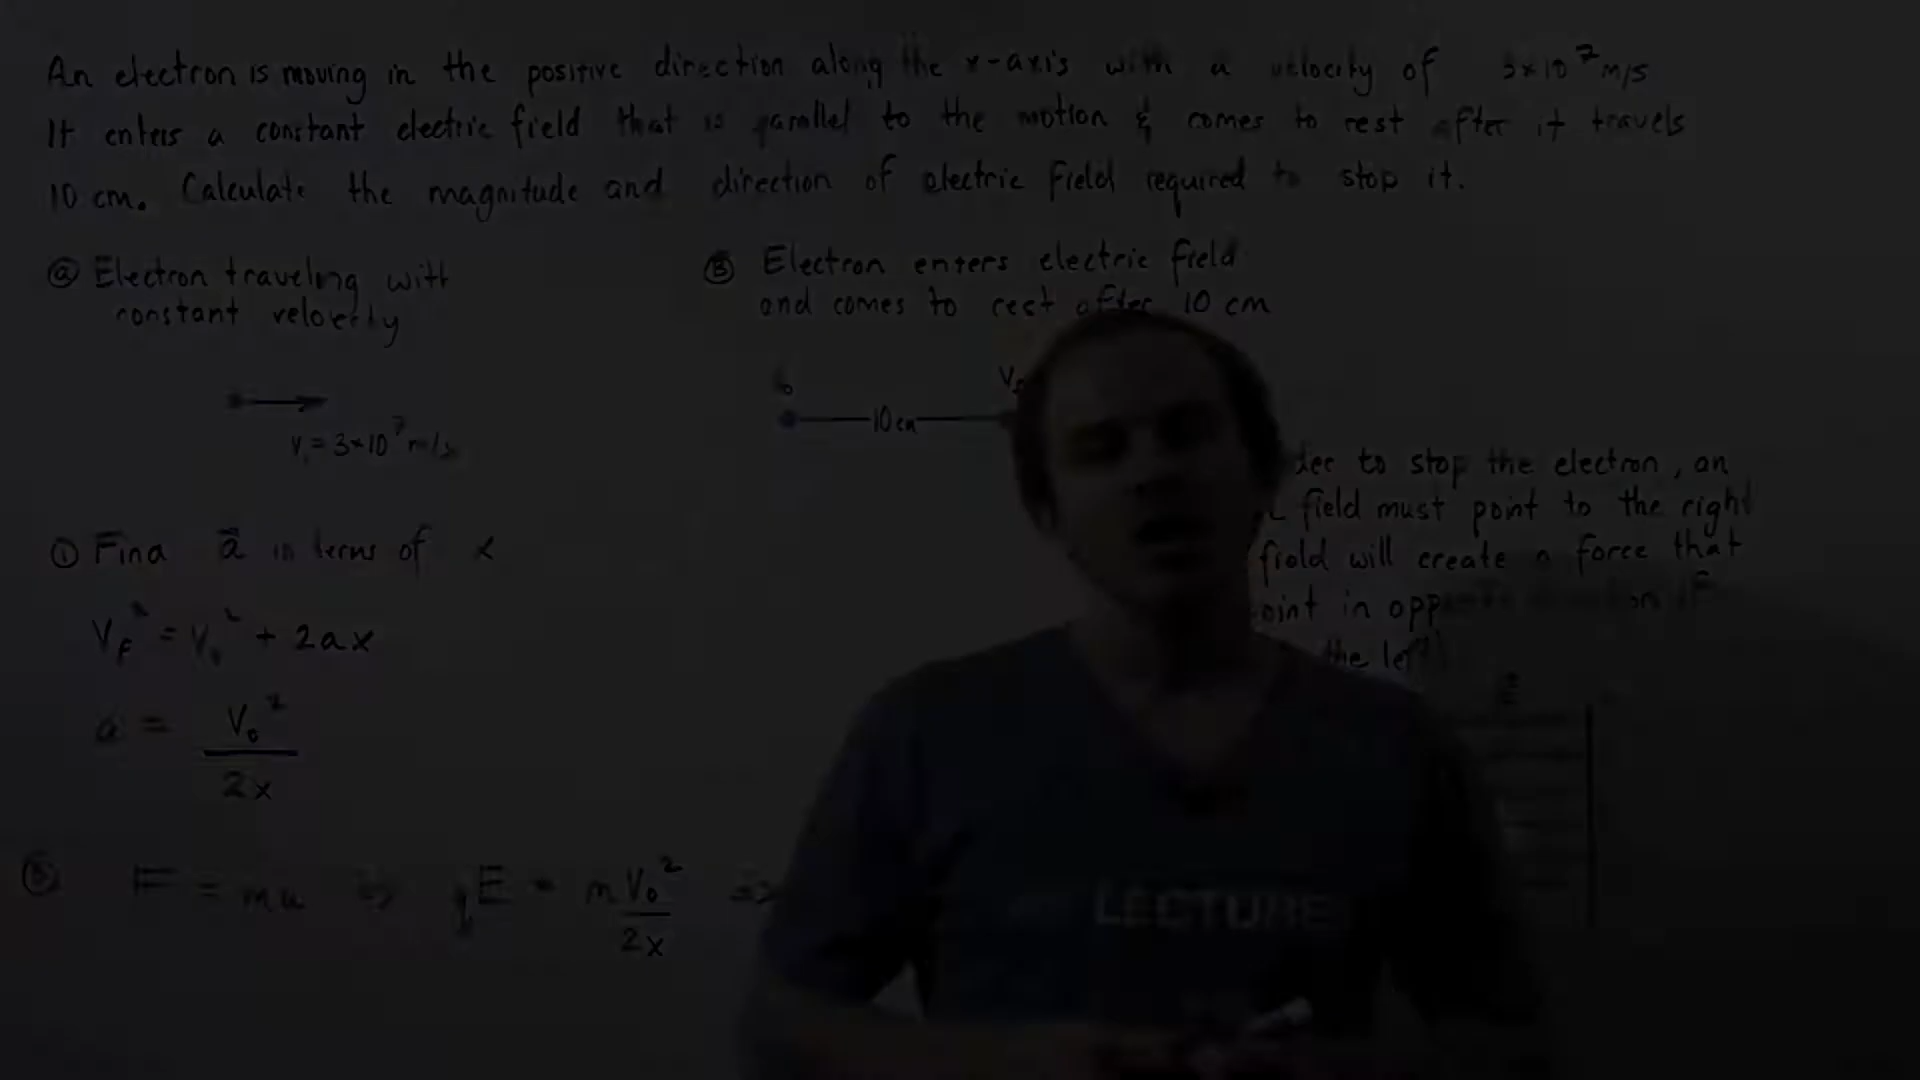 An electron is moving in the positive direction along the x-axis with a velocity of 3×10⁷ m/s
It enters a constant electric field that is parallel to the motion & comes to rest after it travels
10 cm. Calculate the magnitude and direction of electric field required to stop it.
ⓐ Electron traveling with
constant velocity
V = 3×10⁷ m/s
Ⓑ Electron enters electric field
and comes to rest after 10 cm
10 cm
to stop the electron, an
field must point to the right
field will create a force that
point in
the left
① Find a⃗ in terms of x
V_f² = V₀² + 2ax
a = V₀² / 2x
F = ma => qE = mV₀² / 2x =>
E
LECTURE